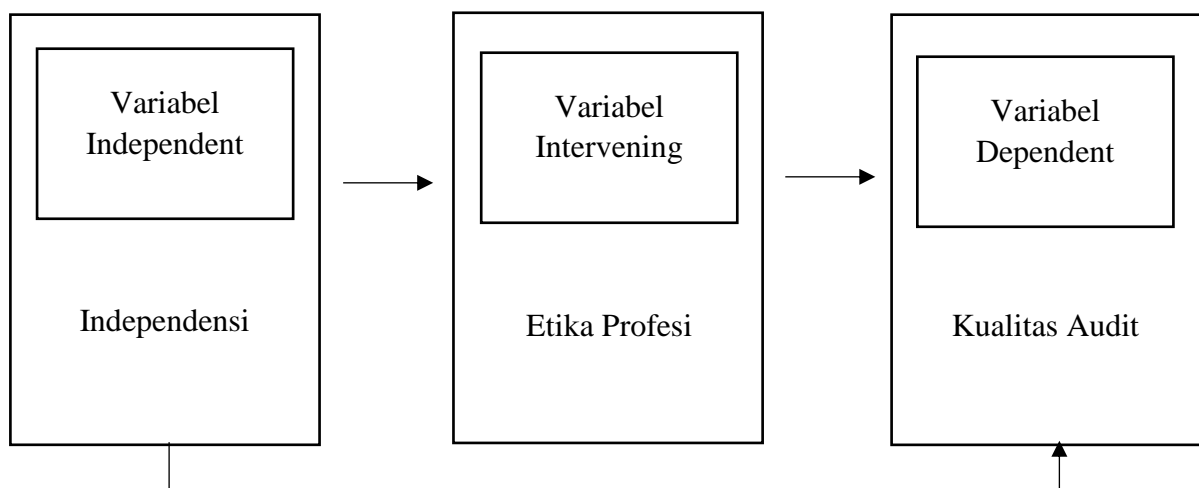 Variabel
Independent
Independensi
Variabel
Intervening
Etika Profesi
Variabel
Dependent
Kualitas Audit